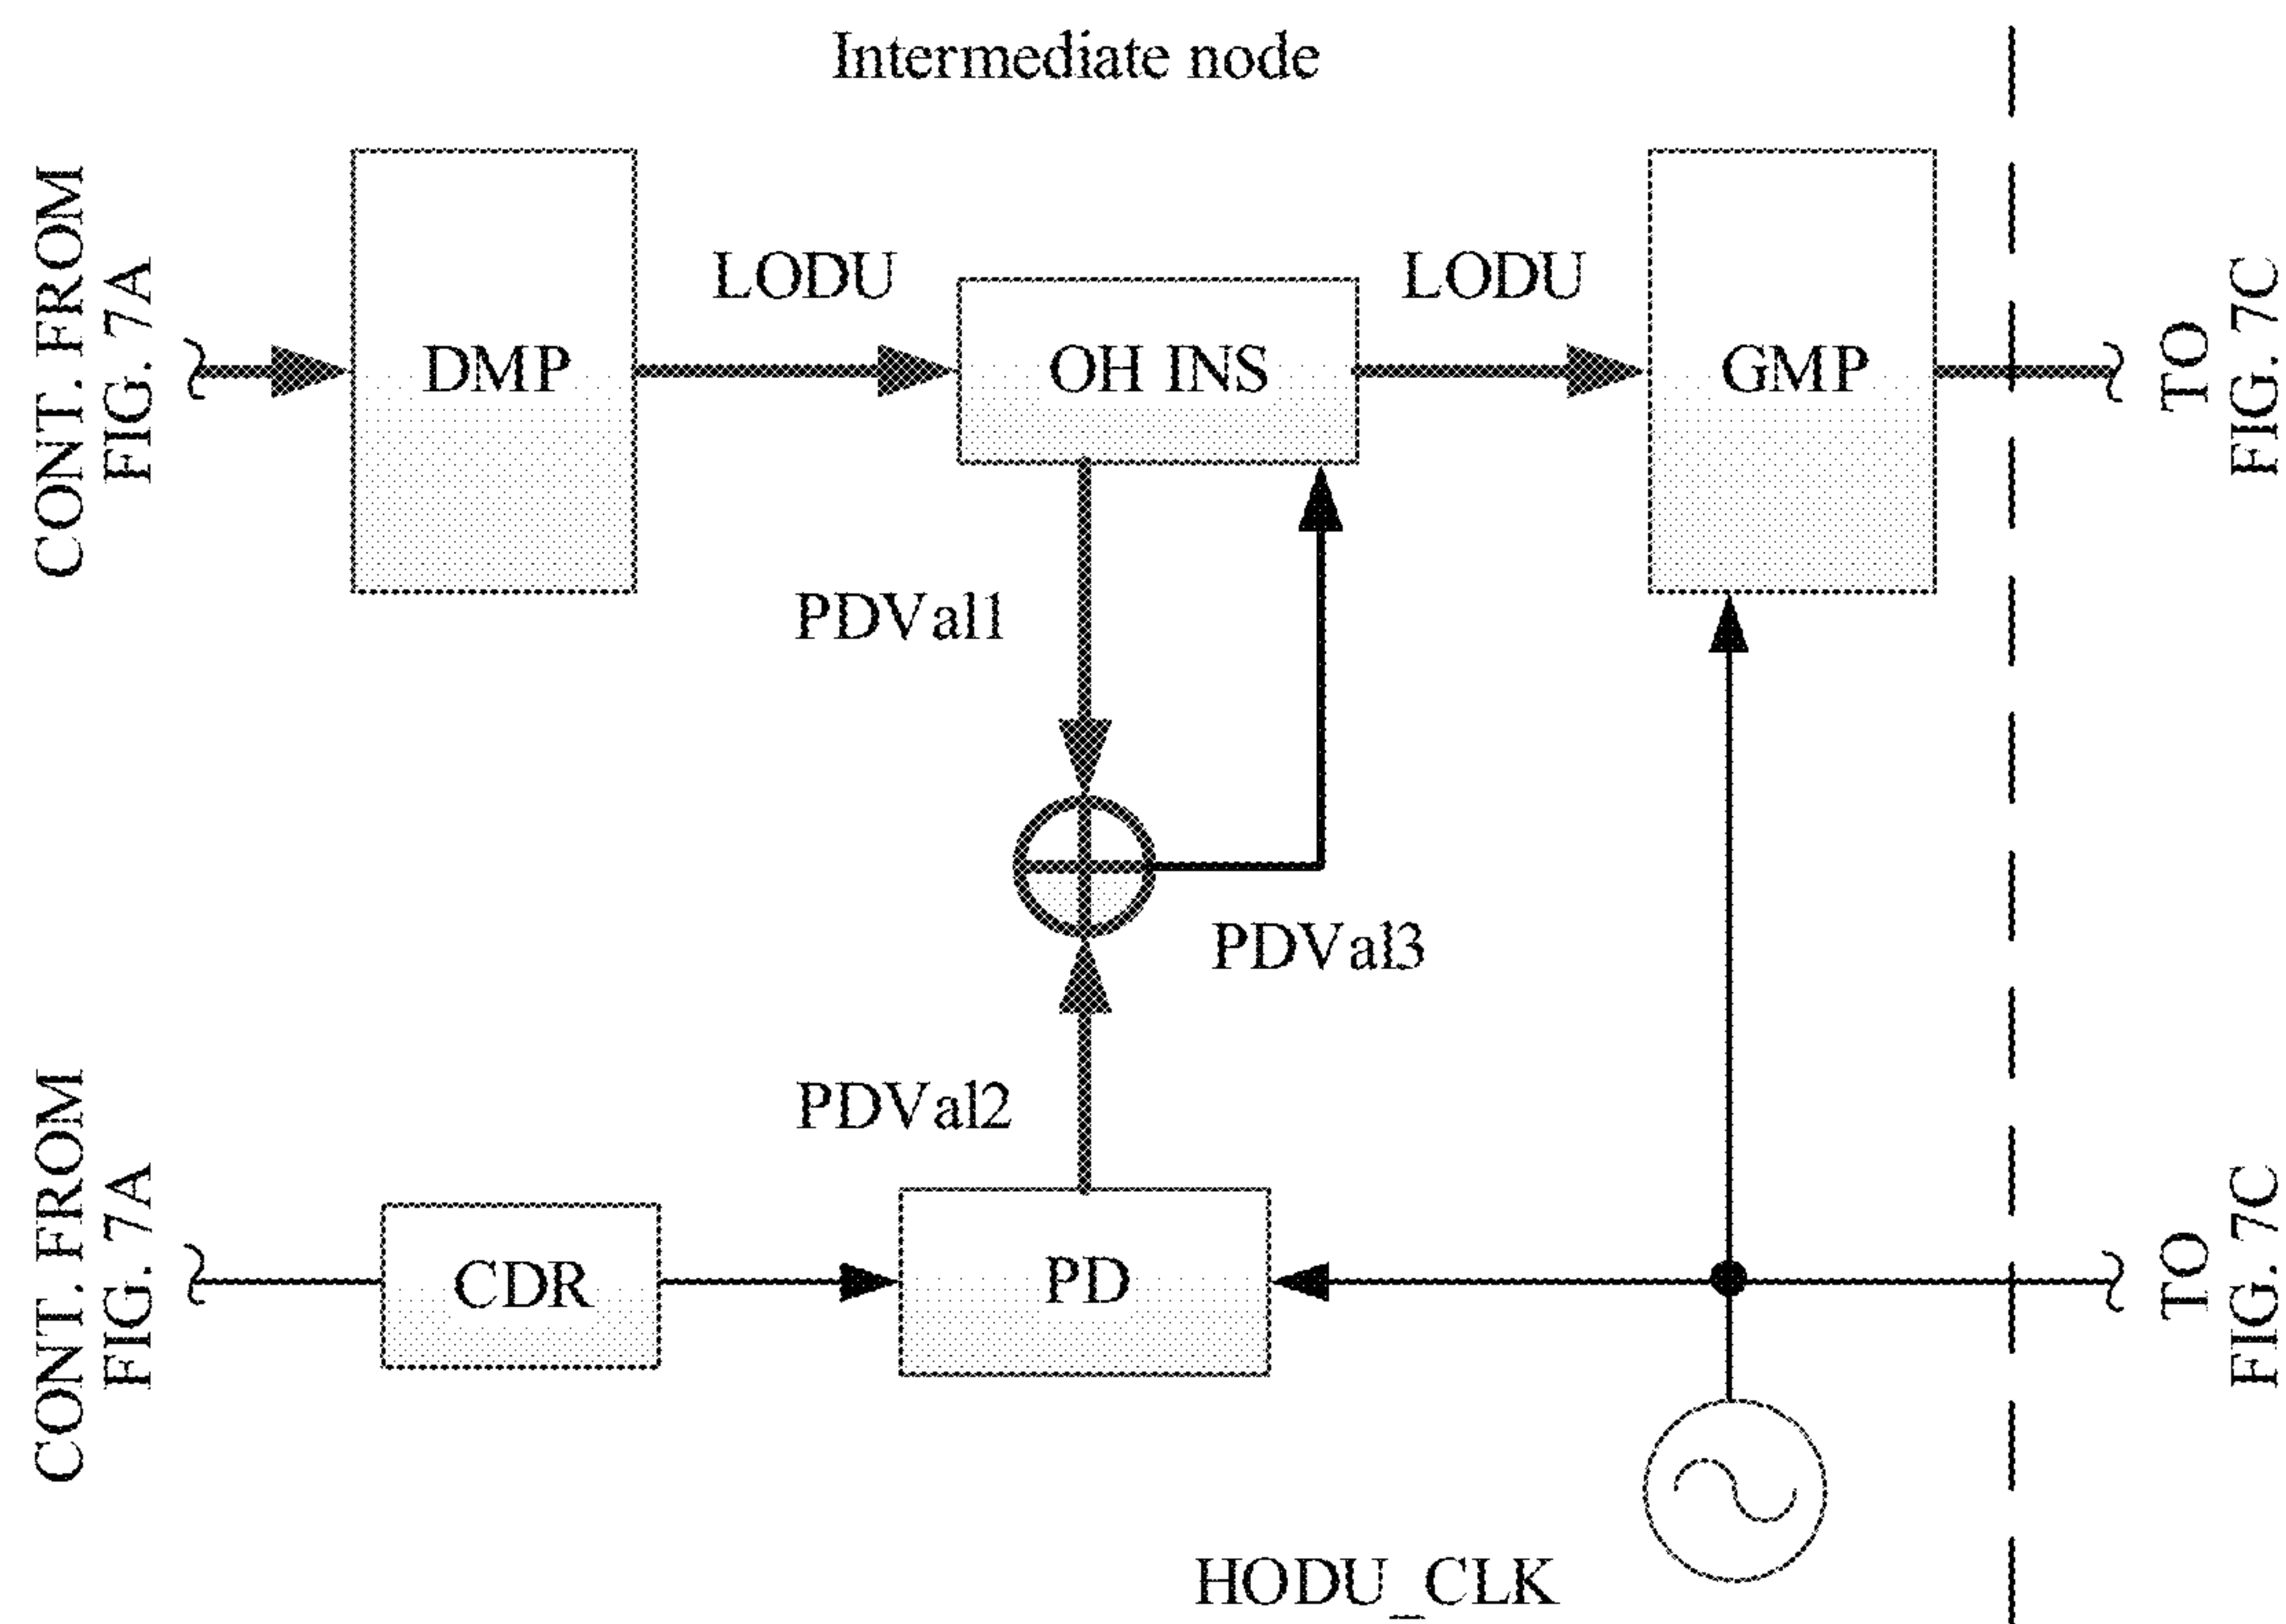 Intermediate node
CONT. FROM
FIG. 7A
DMP
LODU
OH INS
LODU
GMP
TO
FIG. 7C
PDVal1
PDVal3
PDVal2
CONT. FROM
FIG. 7A
CDR
PD
TO
FIG. 7C
HODU_CLK